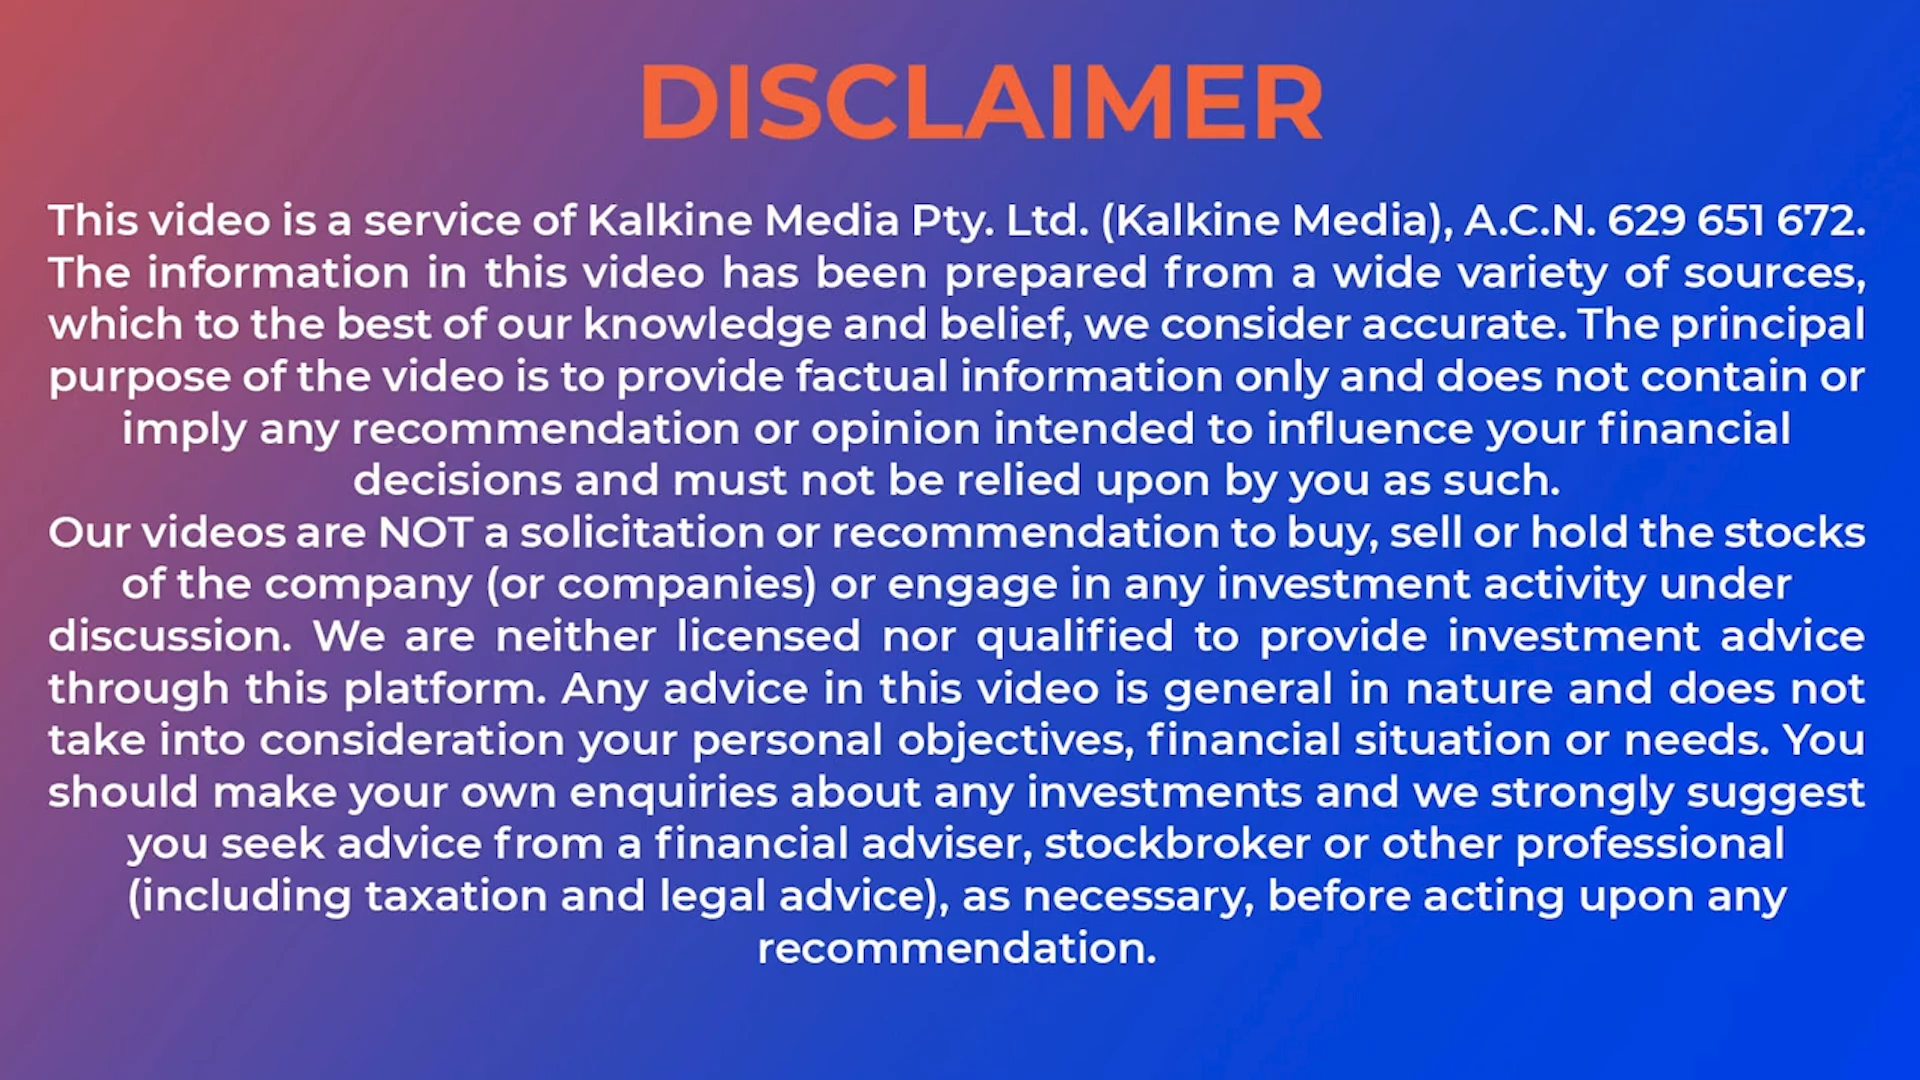 DISCLAIMER
This video is a service of Kalkine Media Pty. Ltd. (Kalkine Media), A.C.N. 629 651 672.
The information in this video has been prepared from a wide variety of sources,
which to the best of our knowledge and belief, we consider accurate. The principal
purpose of the video is to provide factual information only and does not contain or
imply any recommendation or opinion intended to influence your financial
decisions and must not be relied upon by you as such.
Our videos are NOT a solicitation or recommendation to buy, sell or hold the stocks
of the company (or companies) or engage in any investment activity under
discussion. We are neither licensed nor qualified to provide investment advice
through this platform. Any advice in this video is general in nature and does not
take into consideration your personal objectives, financial situation or needs. You
should make your own enquiries about any investments and we strongly suggest
you seek advice from a financial adviser, stockbroker or other professional
(including taxation and legal advice), as necessary, before acting upon any
recommendation.